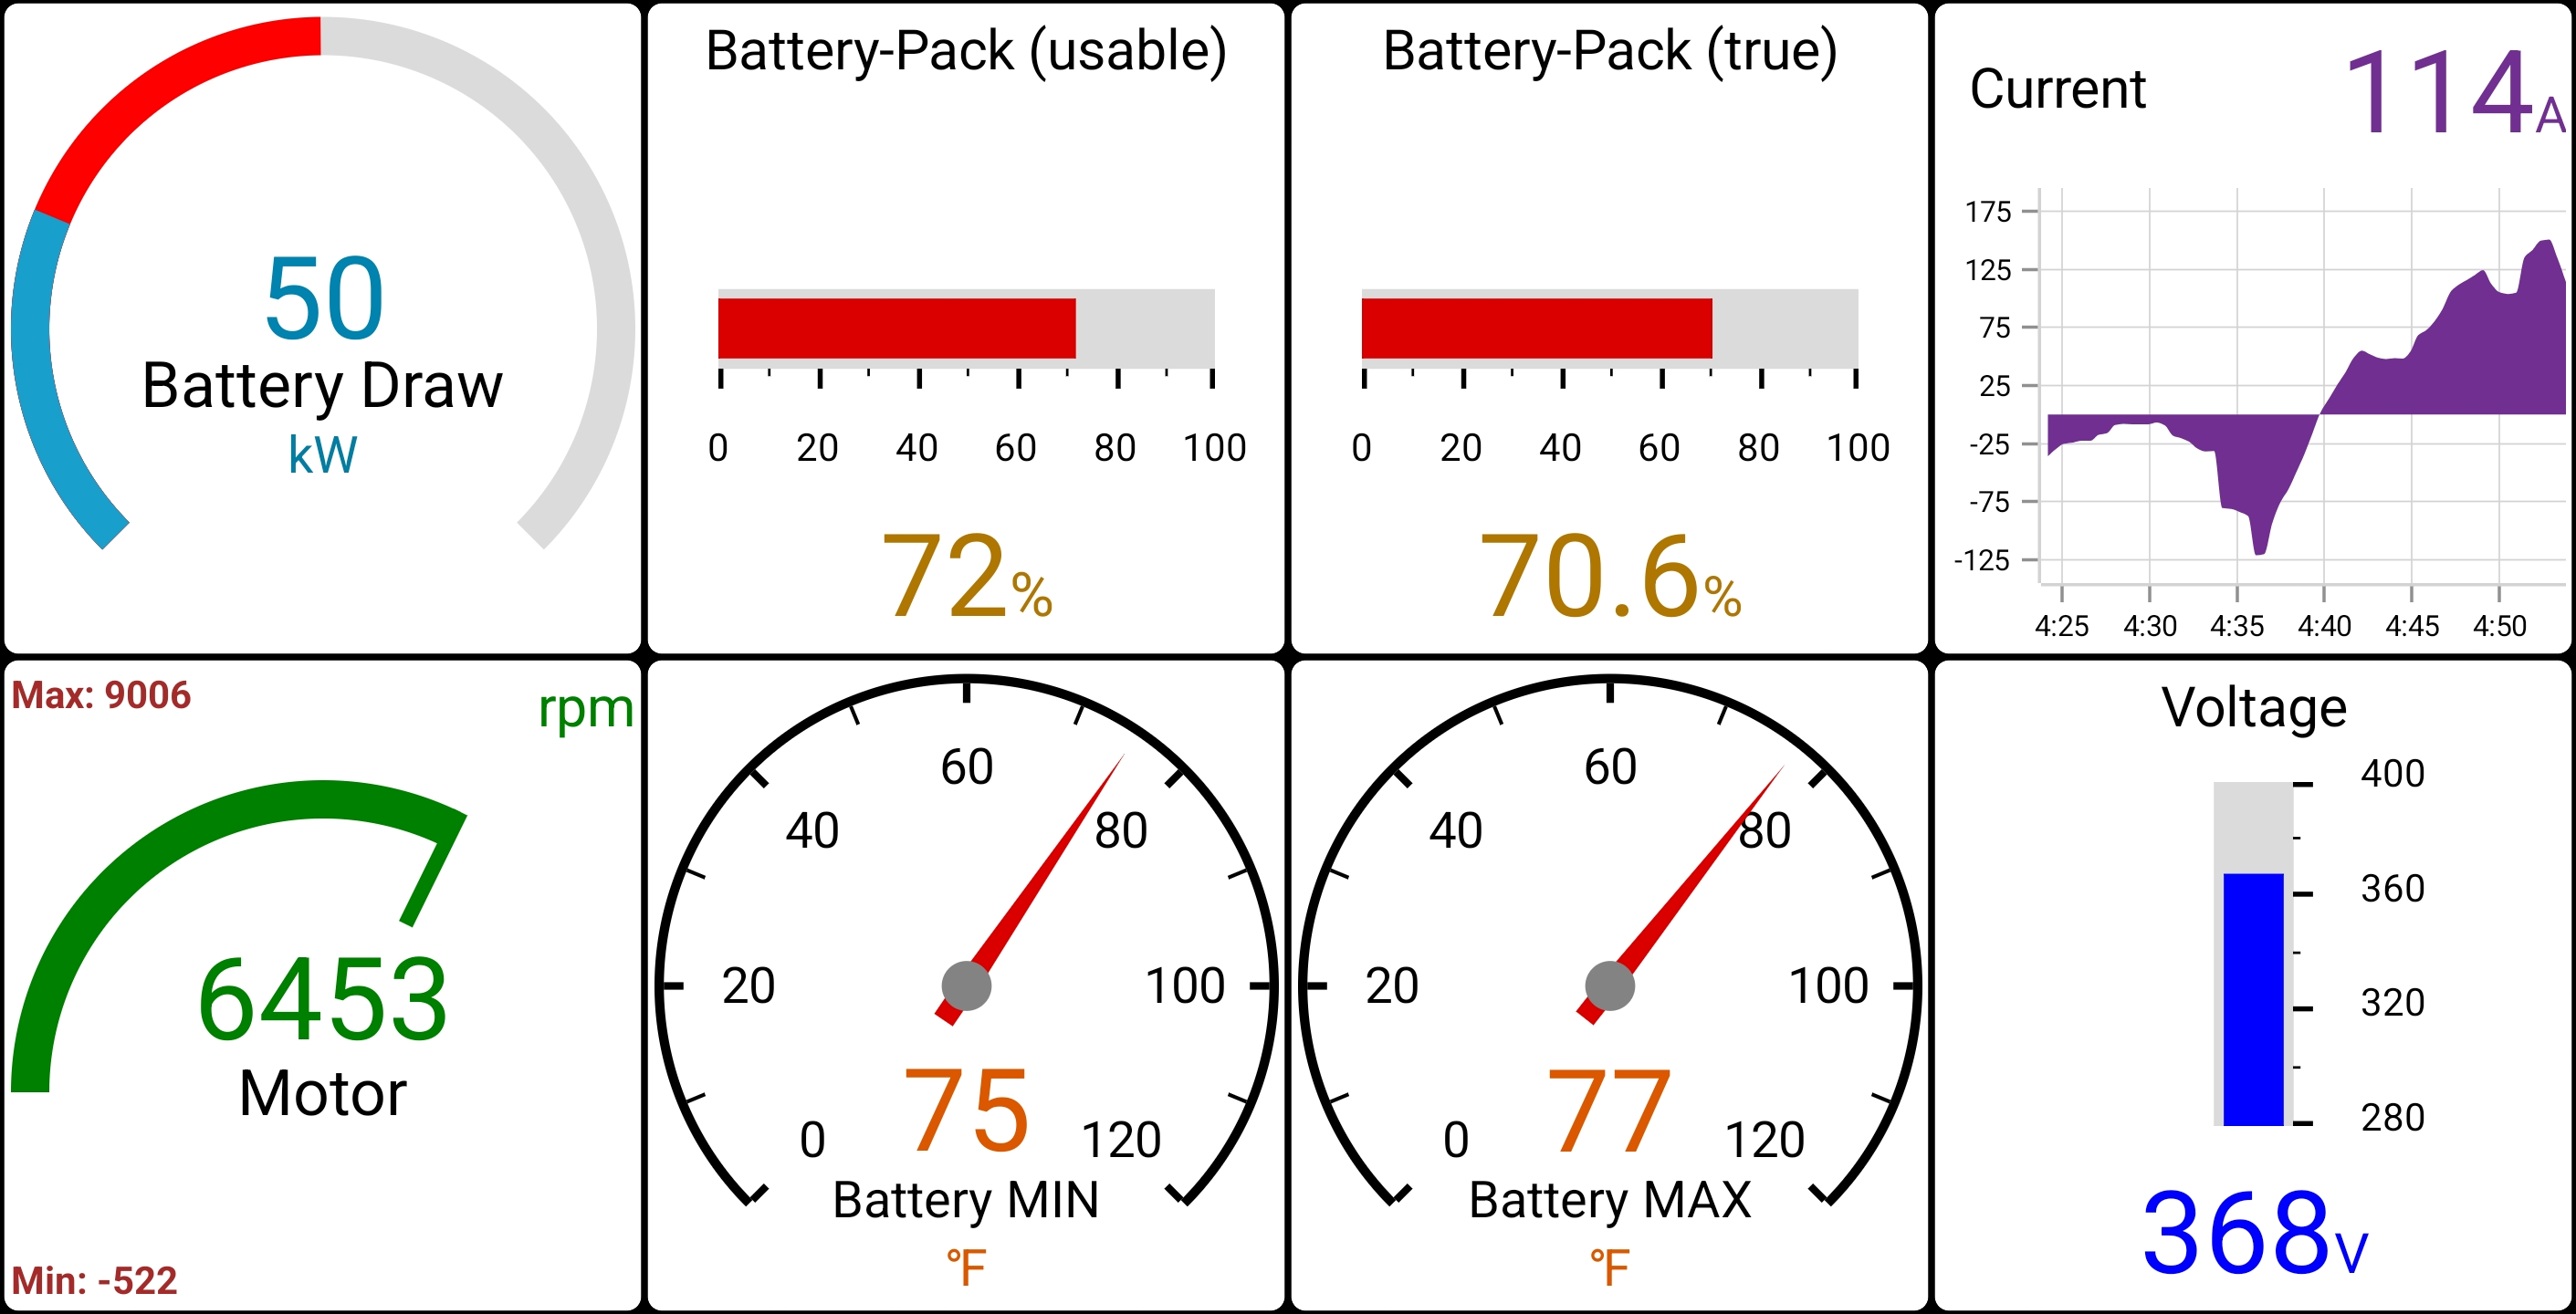 50
Battery Draw
kW
Battery-Pack (usable)
0 20 40 60 80 100
72%
Battery-Pack (true)
0 20 40 60 80 100
70.6%
Current 114A
175
125
75
25
-25
-75
-125
4:25 4:30 4:35 4:40 4:45 4:50
Max: 9006 rpm
6453
Motor
Min: -522
60
40 80
20 100
0 75 120
Battery MIN
°F
60
40 80
20 100
0 77 120
Battery MAX
°F
Voltage
400
360
320
280
368V